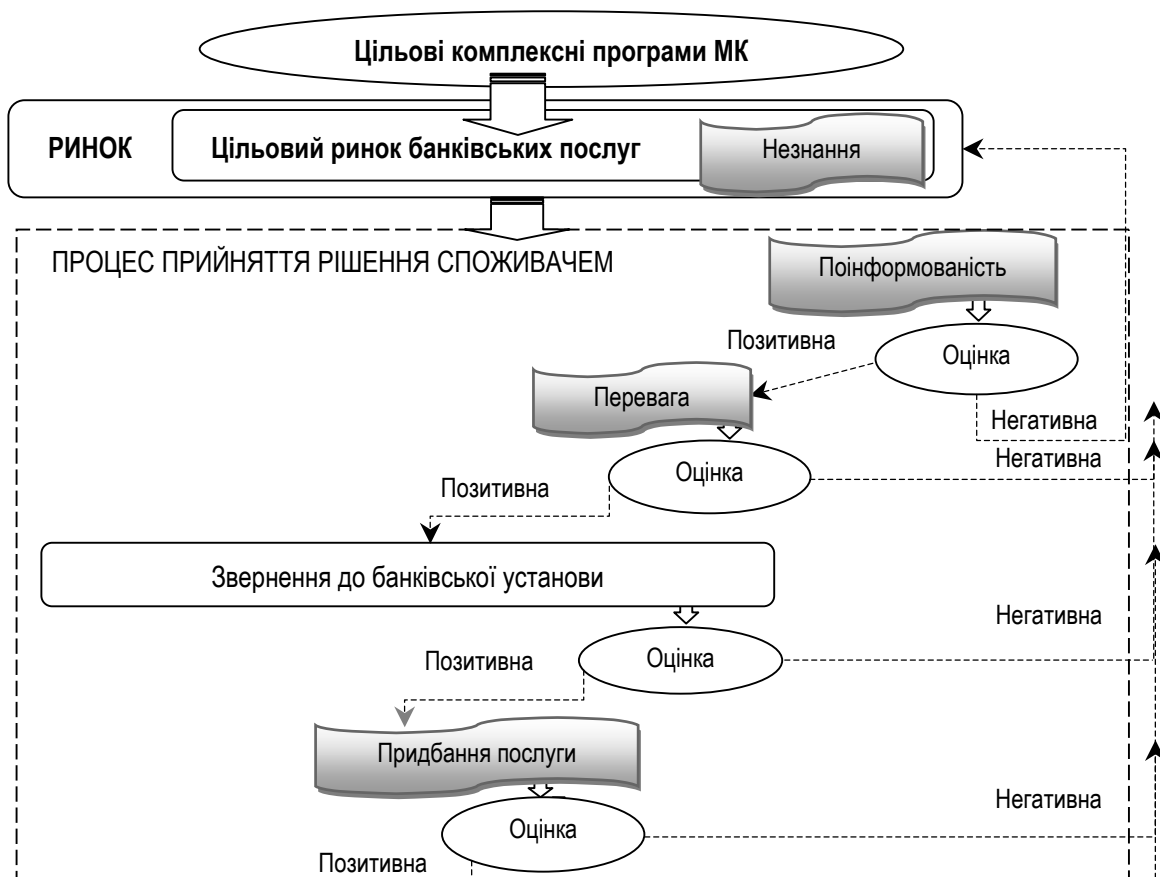 Цільові комплексні програми МК
РИНОК
Цільовий ринок банківських послуг
Незнання
ПРОЦЕС ПРИЙНЯТТЯ РІШЕННЯ СПОЖИВАЧЕМ
Поінформованість
Позитивна
Оцінка
Перевага
Негативна
Оцінка
Негативна
Позитивна
Звернення до банківської установи
Негативна
Оцінка
Позитивна
Придбання послуги
Негативна
Оцінка
Позитивна